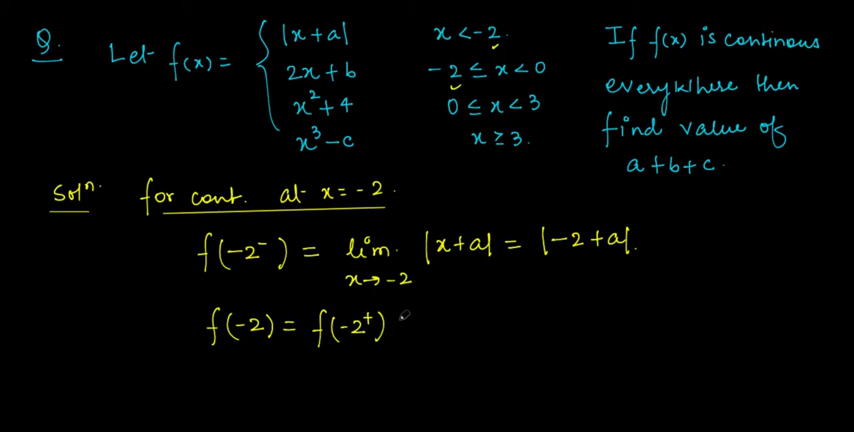 Q. Let f(x) = { |x+a| x < -2
2x+b -2 ≤ x < 0
x² + 4 0 ≤ x < 3
x³ - c x ≥ 3.
If f(x) is continous
everywhere then
find value of
a+b+c.
Solⁿ. for cont. at x = -2.
f(-2⁻) = lim |x+a| = |-2+a|.
x→-2
f(-2) = f(-2⁺)